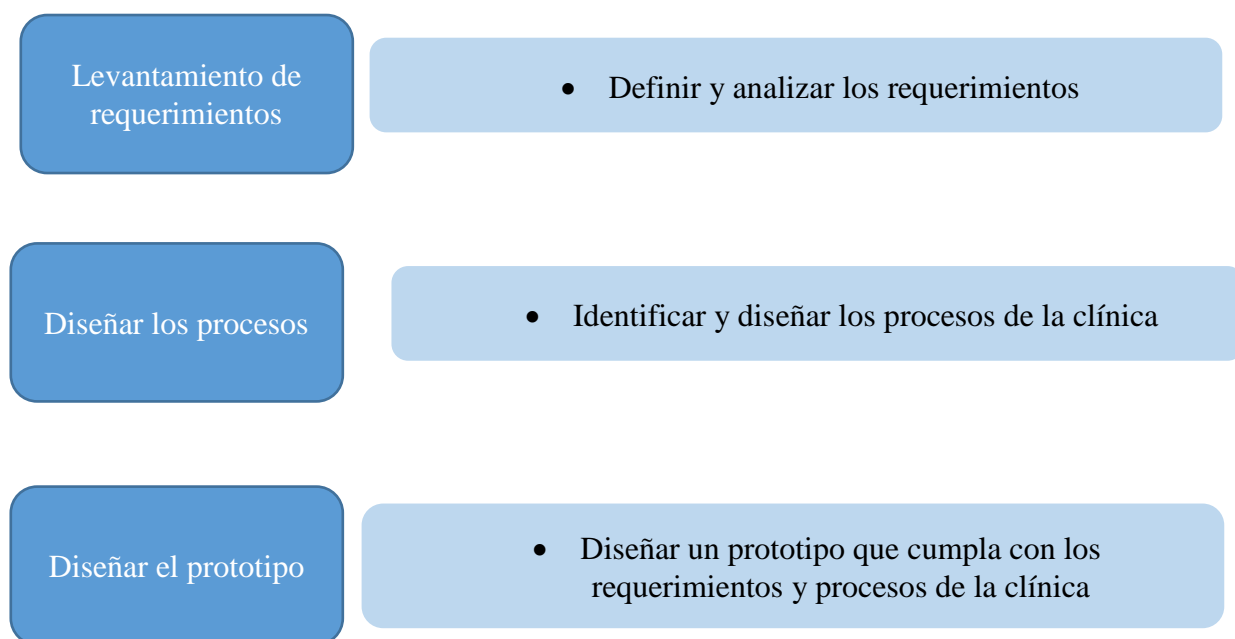 Levantamiento de
requerimientos
• Definir y analizar los requerimientos
Diseñar los procesos
• Identificar y diseñar los procesos de la clínica
Diseñar el prototipo
• Diseñar un prototipo que cumpla con los
requerimientos y procesos de la clínica